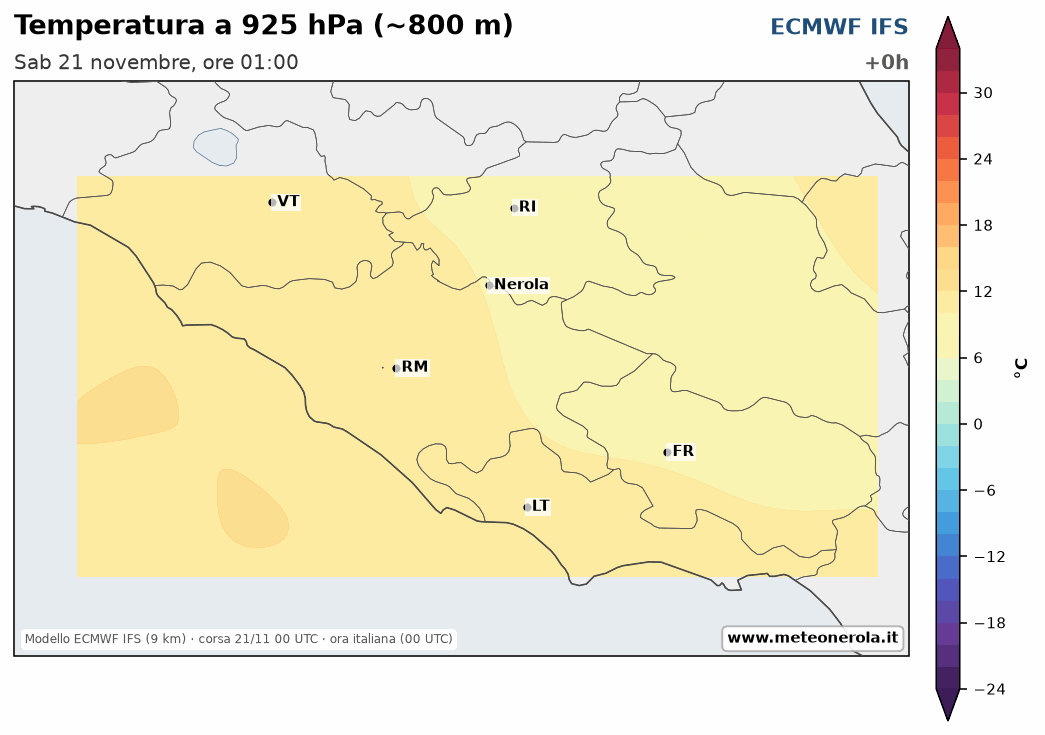 Temperatura a 925 hPa (~800 m)
ECMWF IFS
Sab 21 novembre, ore 01:00
+0h
VT
RI
Nerola
RM
FR
LT
30
24
18
12
6
0
−6
−12
−18
−24
°C
Modello ECMWF IFS (9 km) · corsa 21/11 00 UTC · ora italiana (00 UTC)
www.meteonerola.it